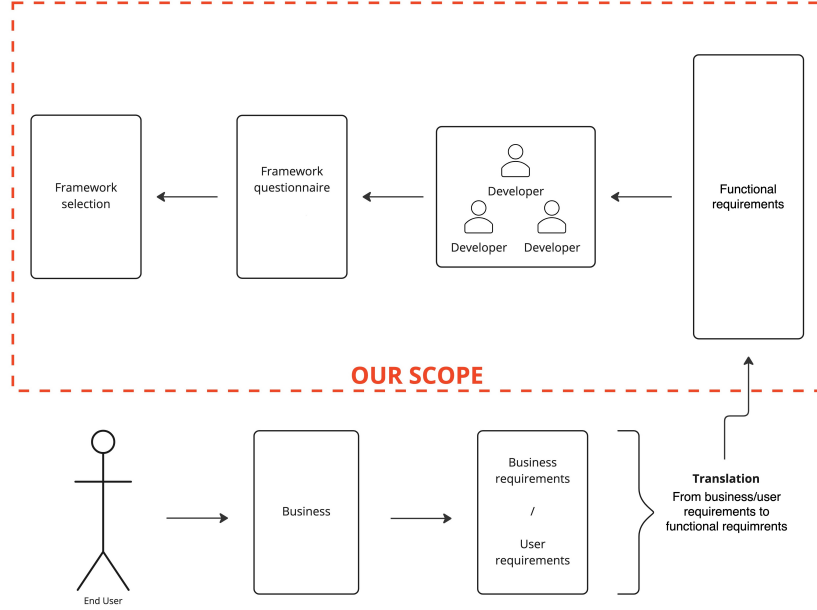 Framework
selection
Framework
questionnaire
Developer
Developer
Developer
Functional
requirements
OUR SCOPE
End User
Business
Business
requirements
/
User
requirements
Translation
From business/user
requirements to
functional requimrents